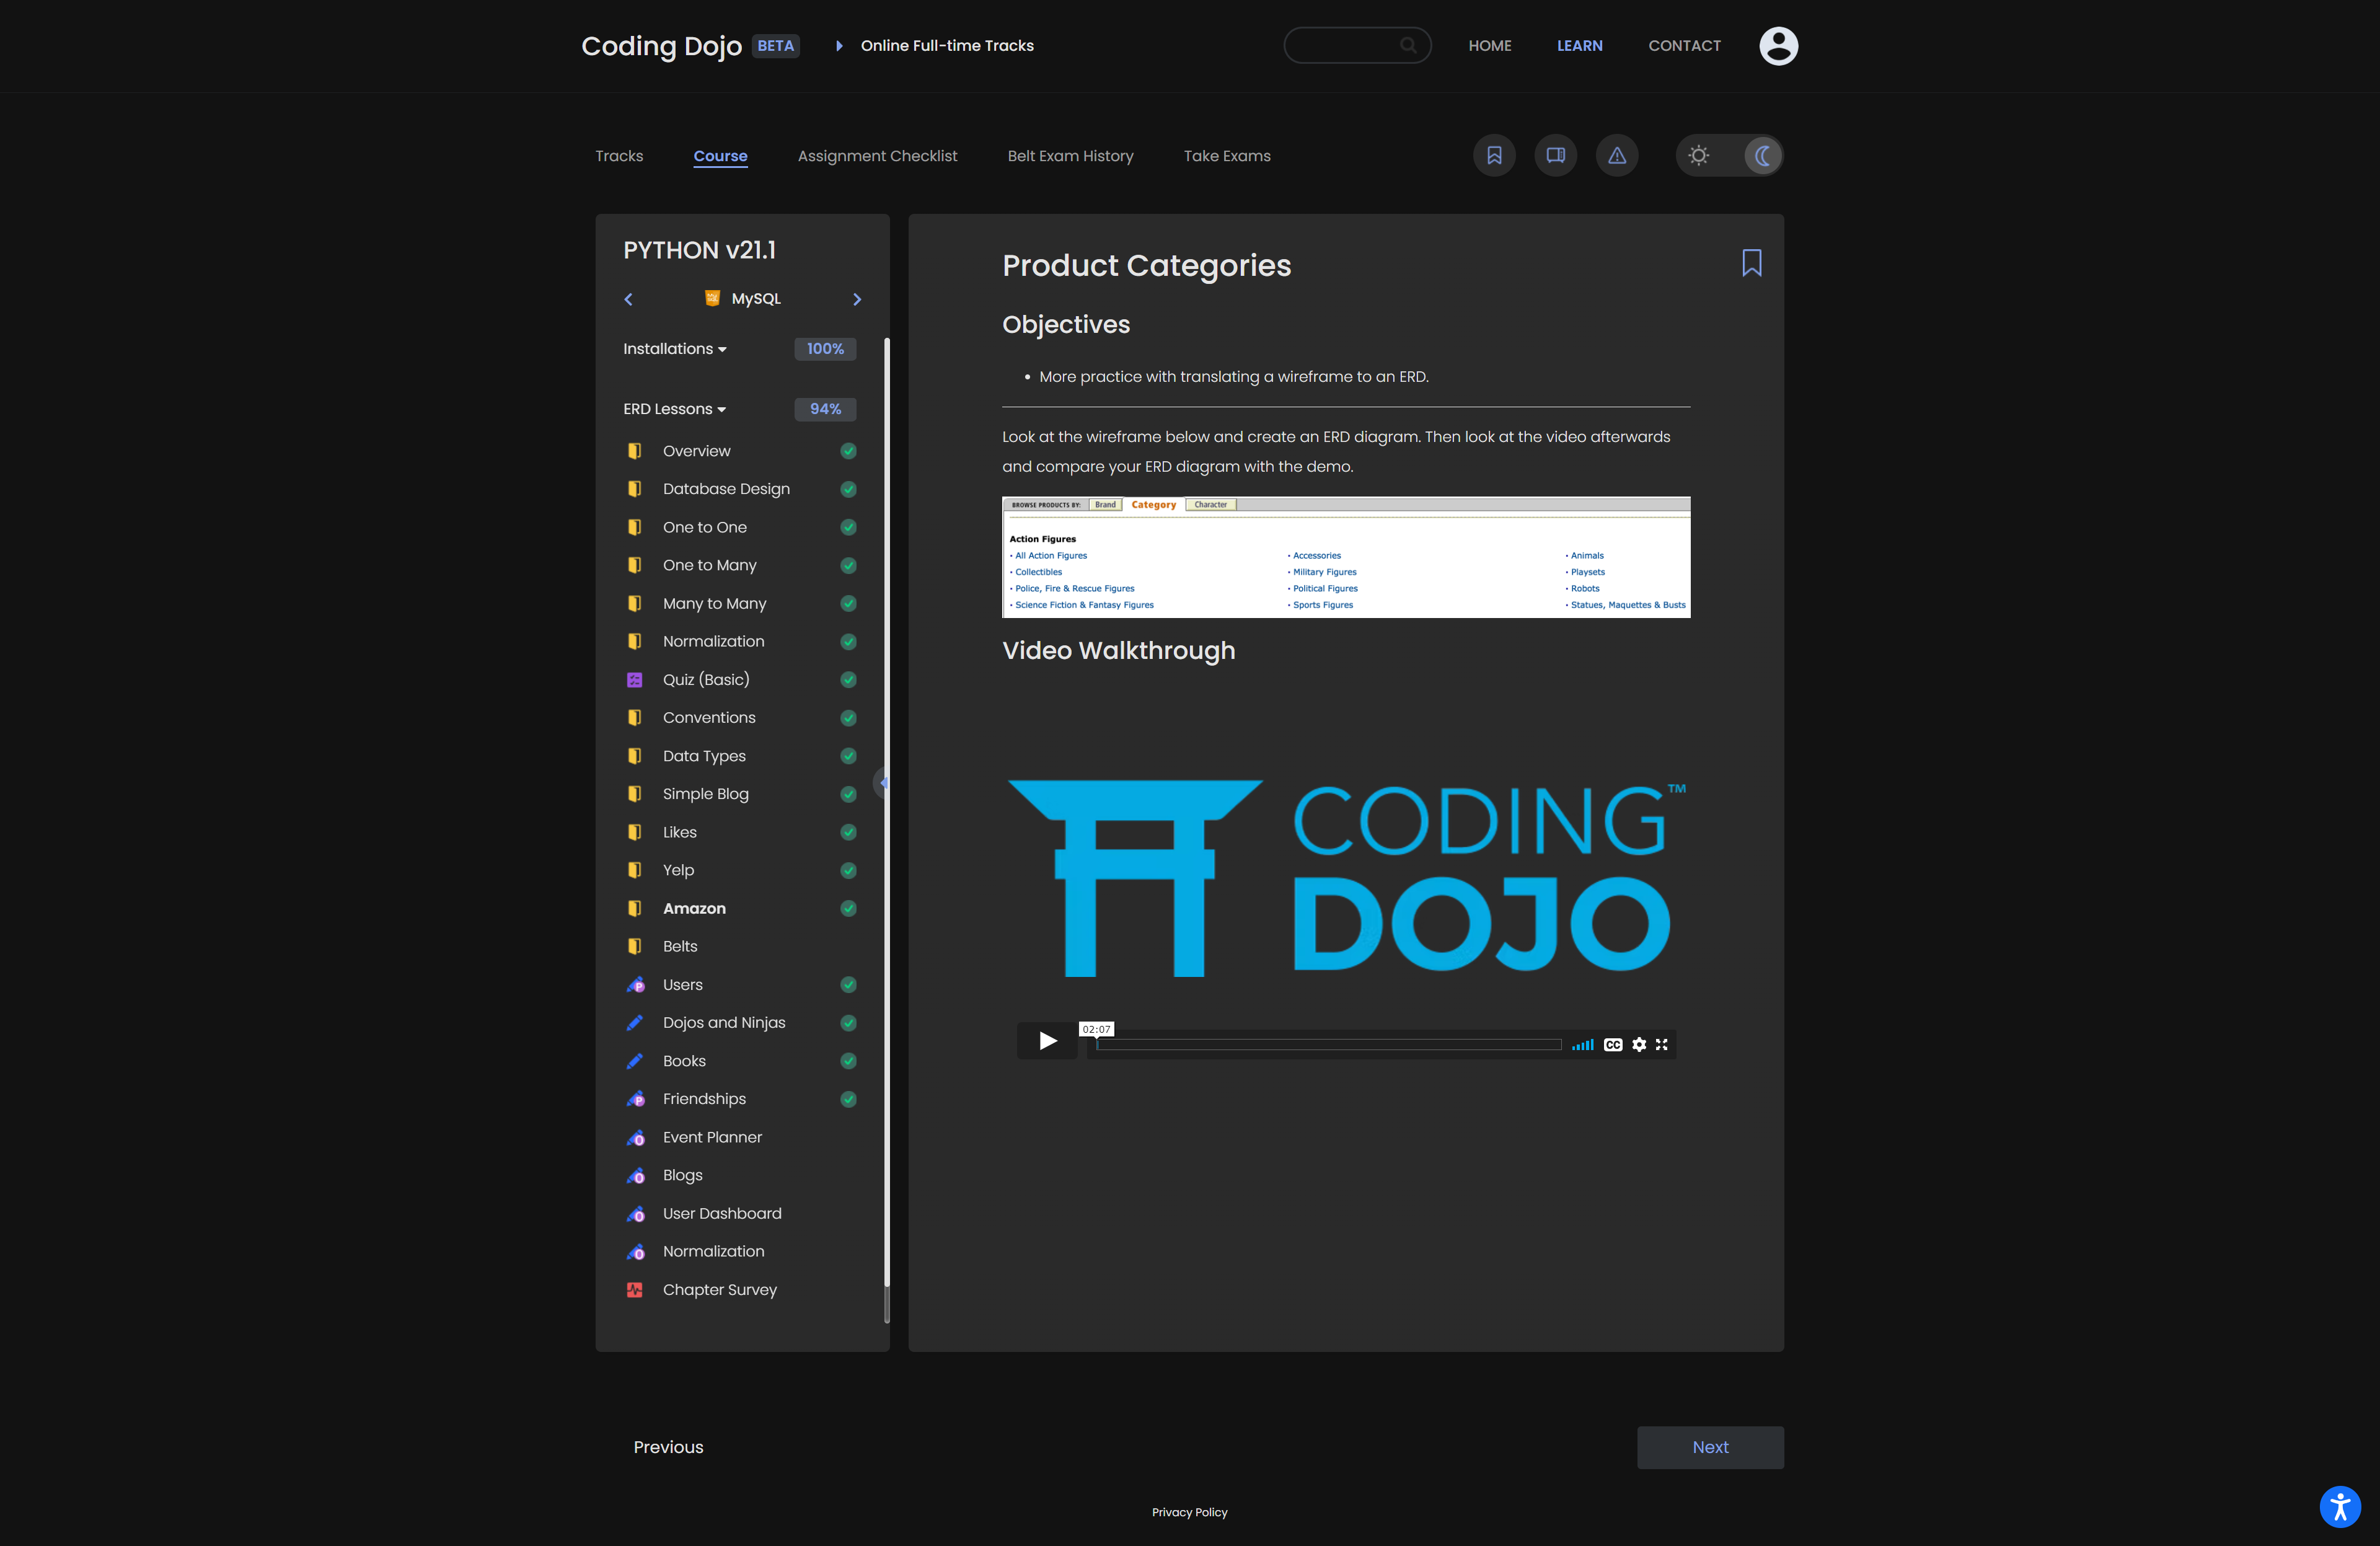 Coding Dojo BETA Online Full-time Tracks HOME LEARN CONTACT
Tracks Course Assignment Checklist Belt Exam History Take Exams
PYTHON v21.1
MySQL
Installations 100%
ERD Lessons 94%
Overview
Database Design
One to One
One to Many
Many to Many
Normalization
Quiz (Basic)
Conventions
Data Types
Simple Blog
Likes
Yelp
Amazon
Belts
Users
Dojos and Ninjas
Books
Friendships
Event Planner
Blogs
User Dashboard
Normalization
Chapter Survey
Product Categories
Objectives
• More practice with translating a wireframe to an ERD.
Look at the wireframe below and create an ERD diagram. Then look at the video afterwards
and compare your ERD diagram with the demo.
BROWSE PRODUCTS BY: Brand Category Character
Action Figures
• All Action Figures • Accessories • Animals
• Collectibles • Military Figures • Playsets
• Police, Fire & Rescue Figures • Political Figures • Robots
• Science Fiction & Fantasy Figures • Sports Figures • Statues, Maquettes & Busts
Video Walkthrough
CODING™
DOJO
02:07
CC
Previous Next
Privacy Policy